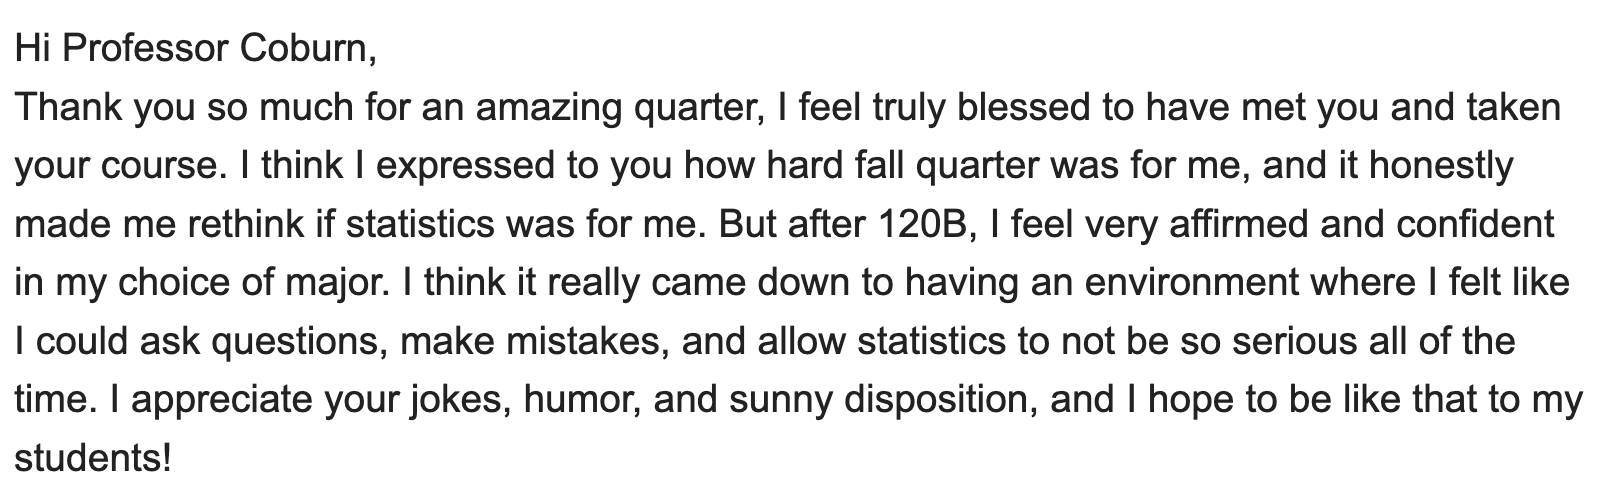 Hi Professor Coburn,
Thank you so much for an amazing quarter, I feel truly blessed to have met you and taken
your course. I think I expressed to you how hard fall quarter was for me, and it honestly
made me rethink if statistics was for me. But after 120B, I feel very affirmed and confident
in my choice of major. I think it really came down to having an environment where I felt like
I could ask questions, make mistakes, and allow statistics to not be so serious all of the
time. I appreciate your jokes, humor, and sunny disposition, and I hope to be like that to my
students!